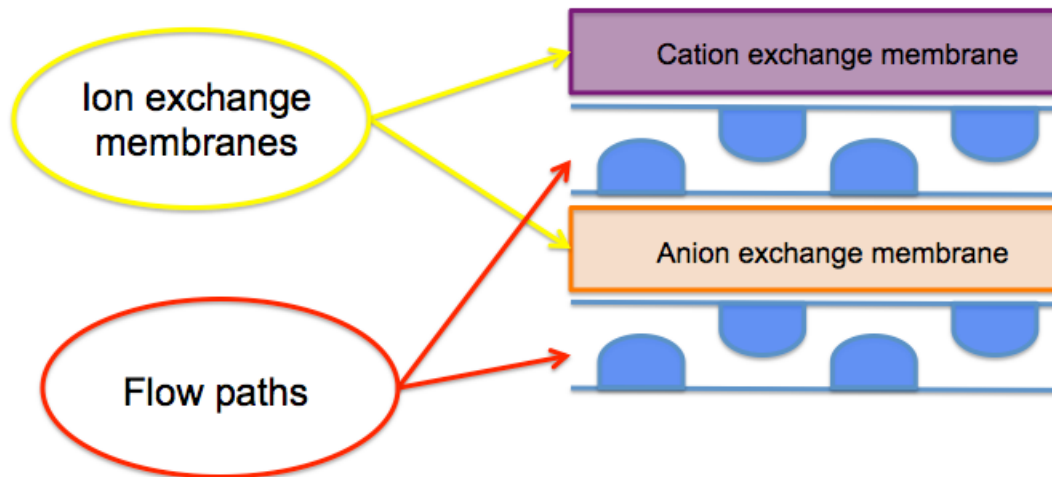 Ion exchange
membranes
Cation exchange membrane
Anion exchange membrane
Flow paths